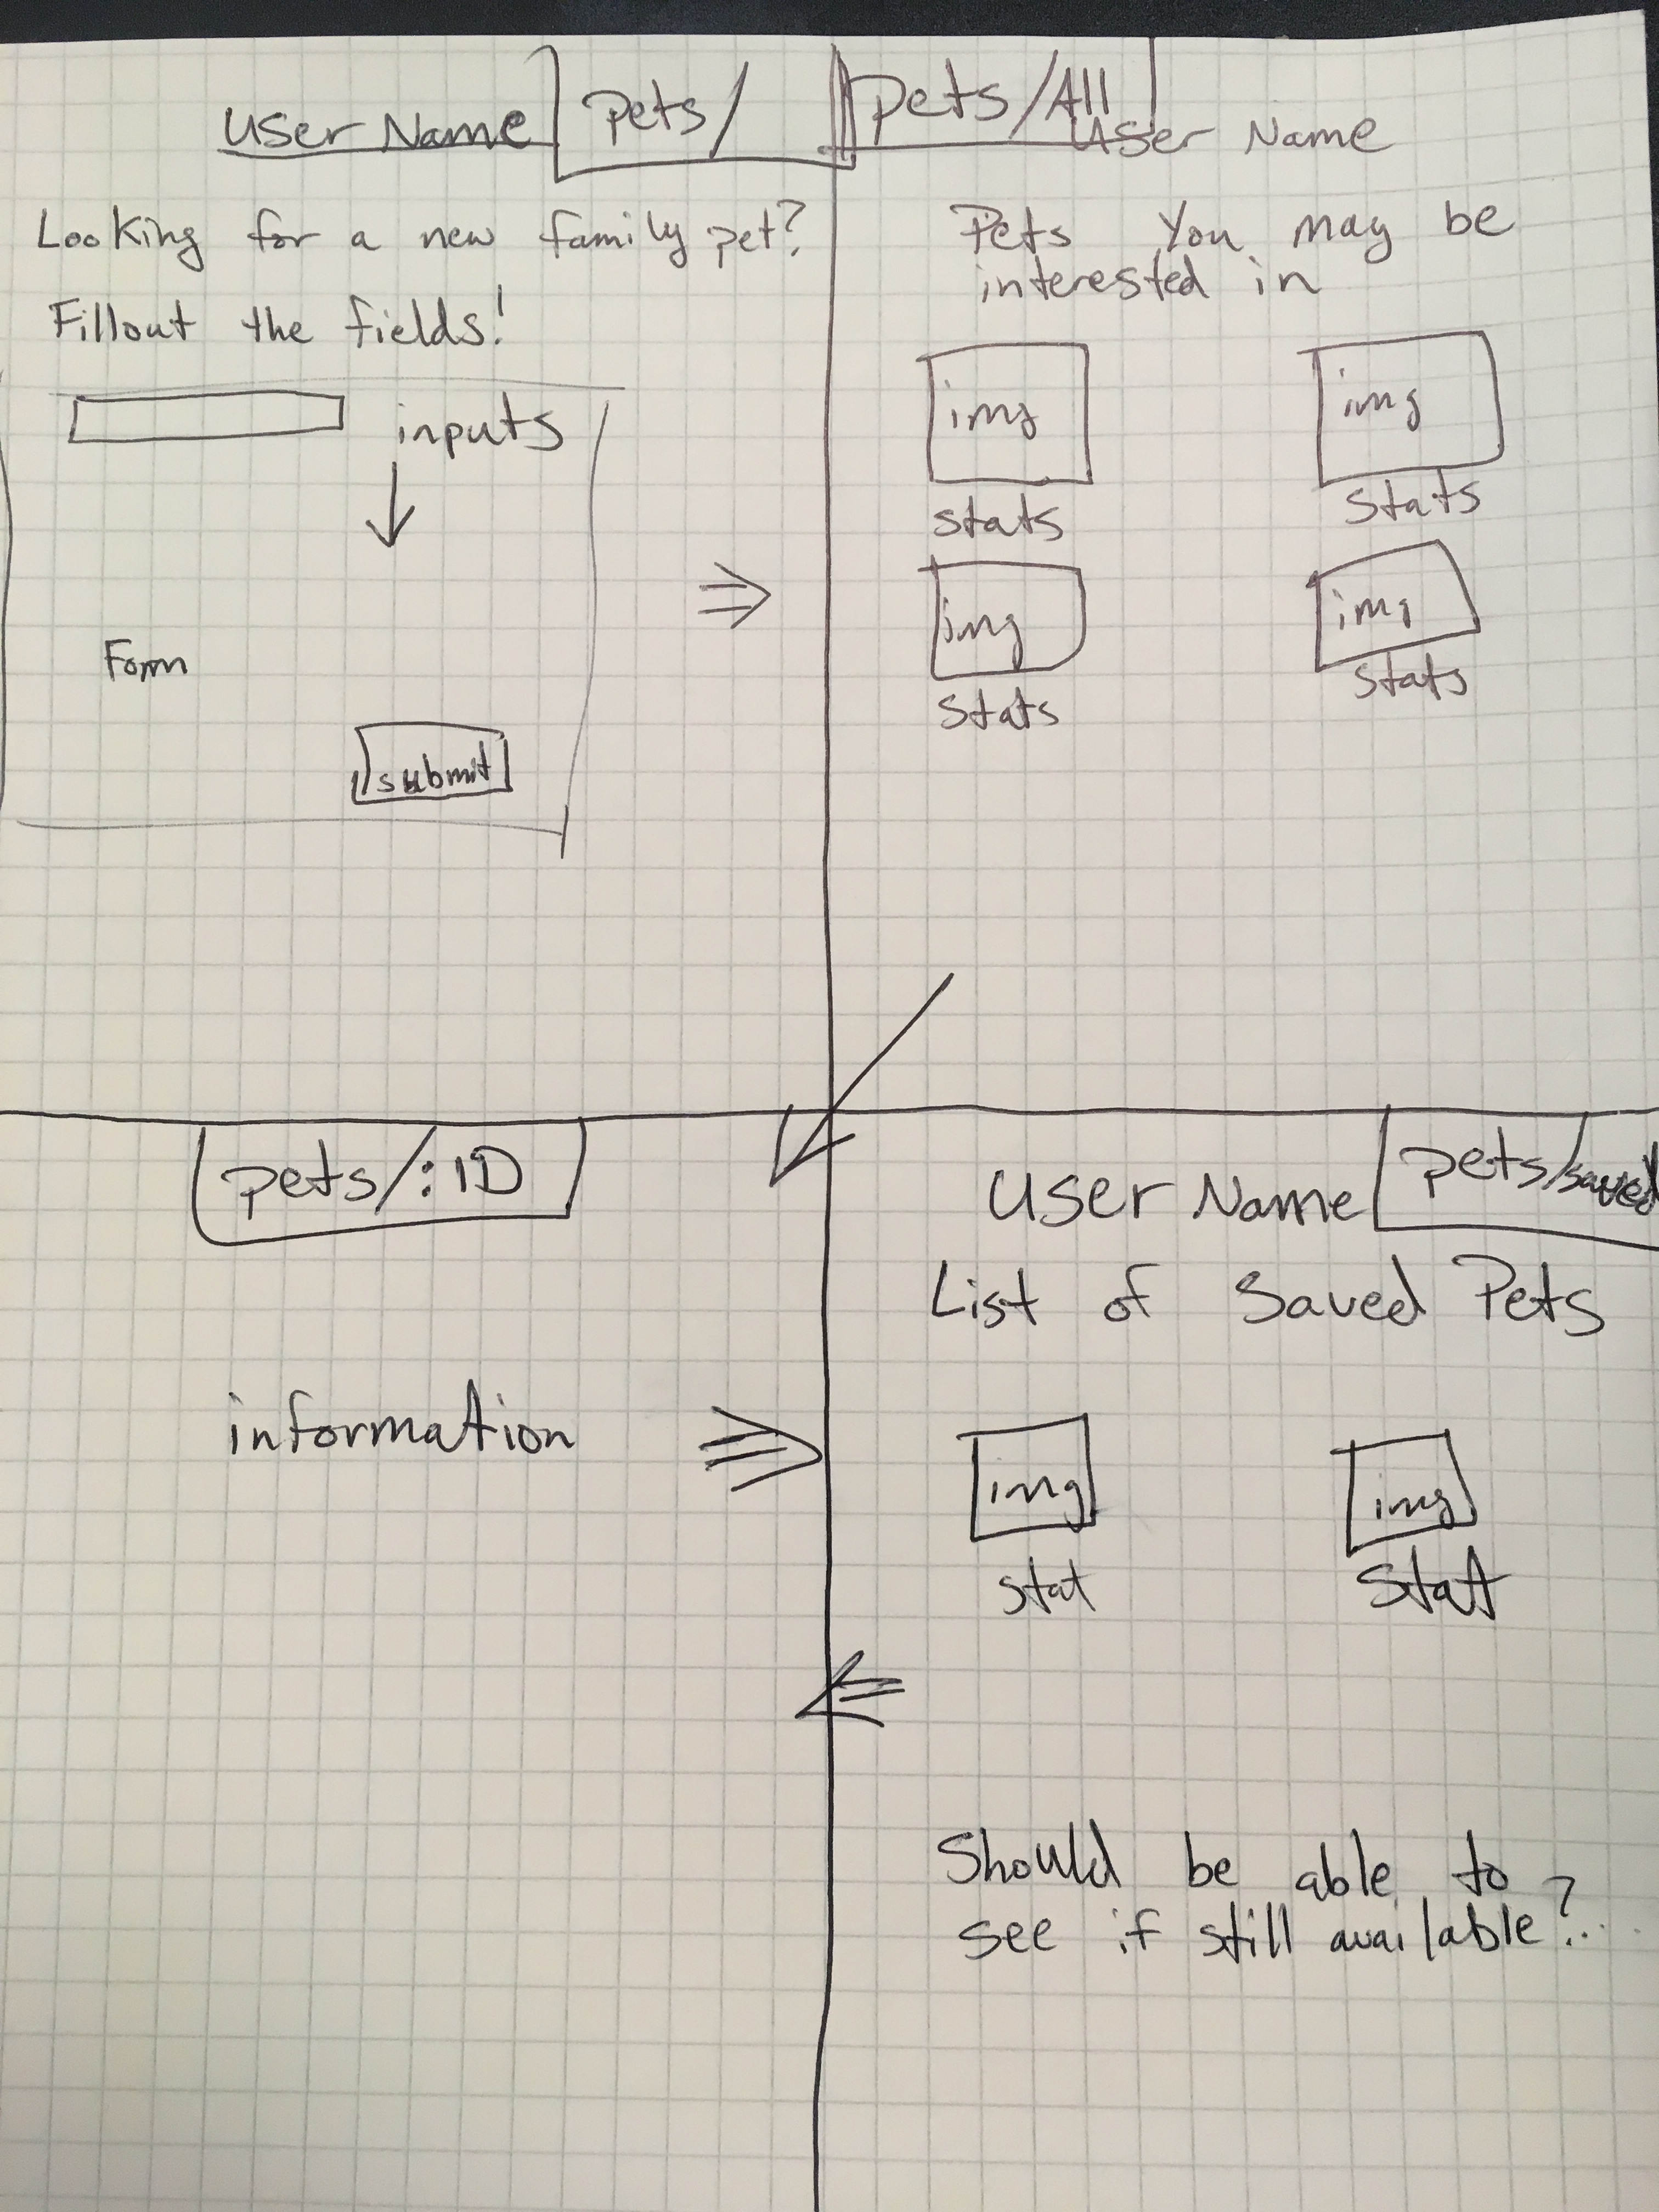 User Name
pets/
Looking for a new family pet?
Fillout the fields!
inputs
Form
submit
pets/All
User Name
Pets You may be
interested in
img
img
stats
stats
img
img
stats
stats
pets/:ID
information
User Name
pets/saved
List of Saved Pets
img
img
stat
stat
Should be able to
see if still available?..